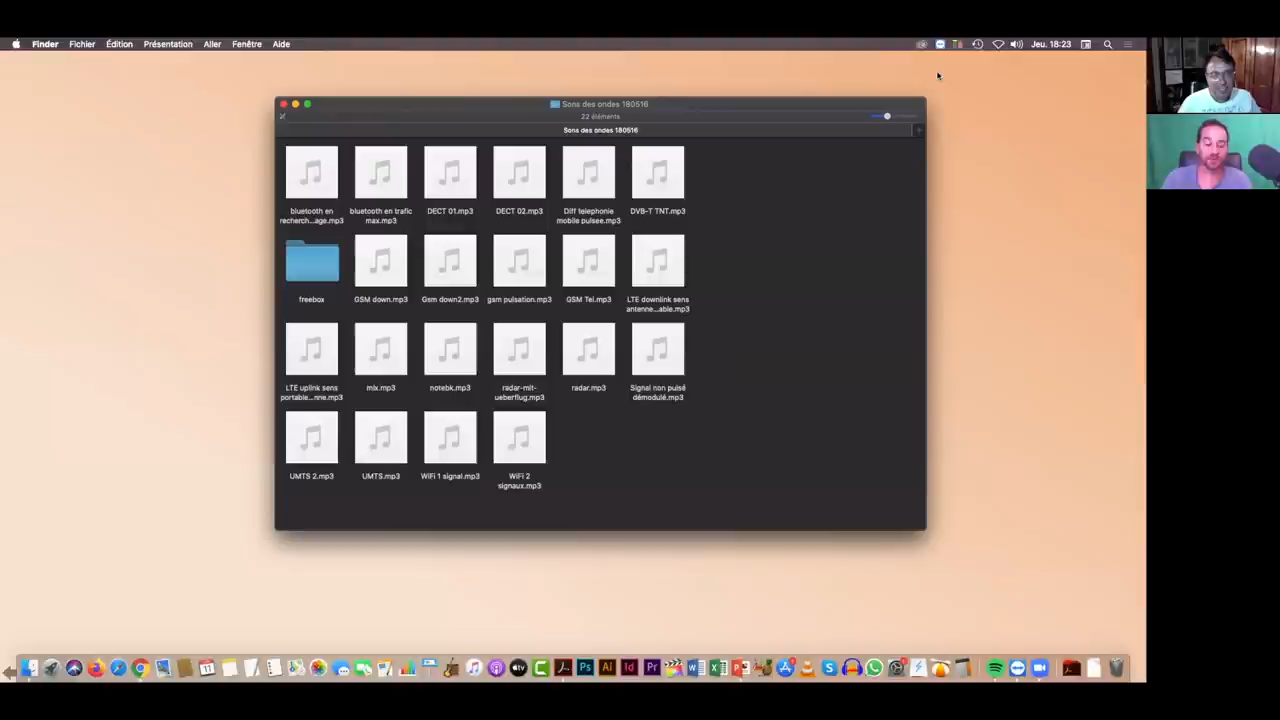 Finder Fichier Édition Présentation Aller Fenêtre Aide Jeu. 18:23
Sons des ondes 180516
22 éléments
Sons des ondes 180516
bluetooth en
recherch...age.mp3
bluetooth en trafic
max.mp3
DECT 01.mp3
DECT 02.mp3
Diff telephonie
mobile pulsee.mp3
DVB-T TNT.mp3
freebox
GSM down.mp3
Gsm down2.mp3
gsm pulsation.mp3
GSM Tel.mp3
LTE downlink sens
antenne...able.mp3
LTE uplink sens
portable...nne.mp3
mix.mp3
notebk.mp3
radar-mit-
ueberflug.mp3
radar.mp3
Signal non pulsé
démodulé.mp3
UMTS 2.mp3
UMTS.mp3
WiFi 1 signal.mp3
WiFi 2
signaux.mp3
tv
Ps
Ai
Id
Pr